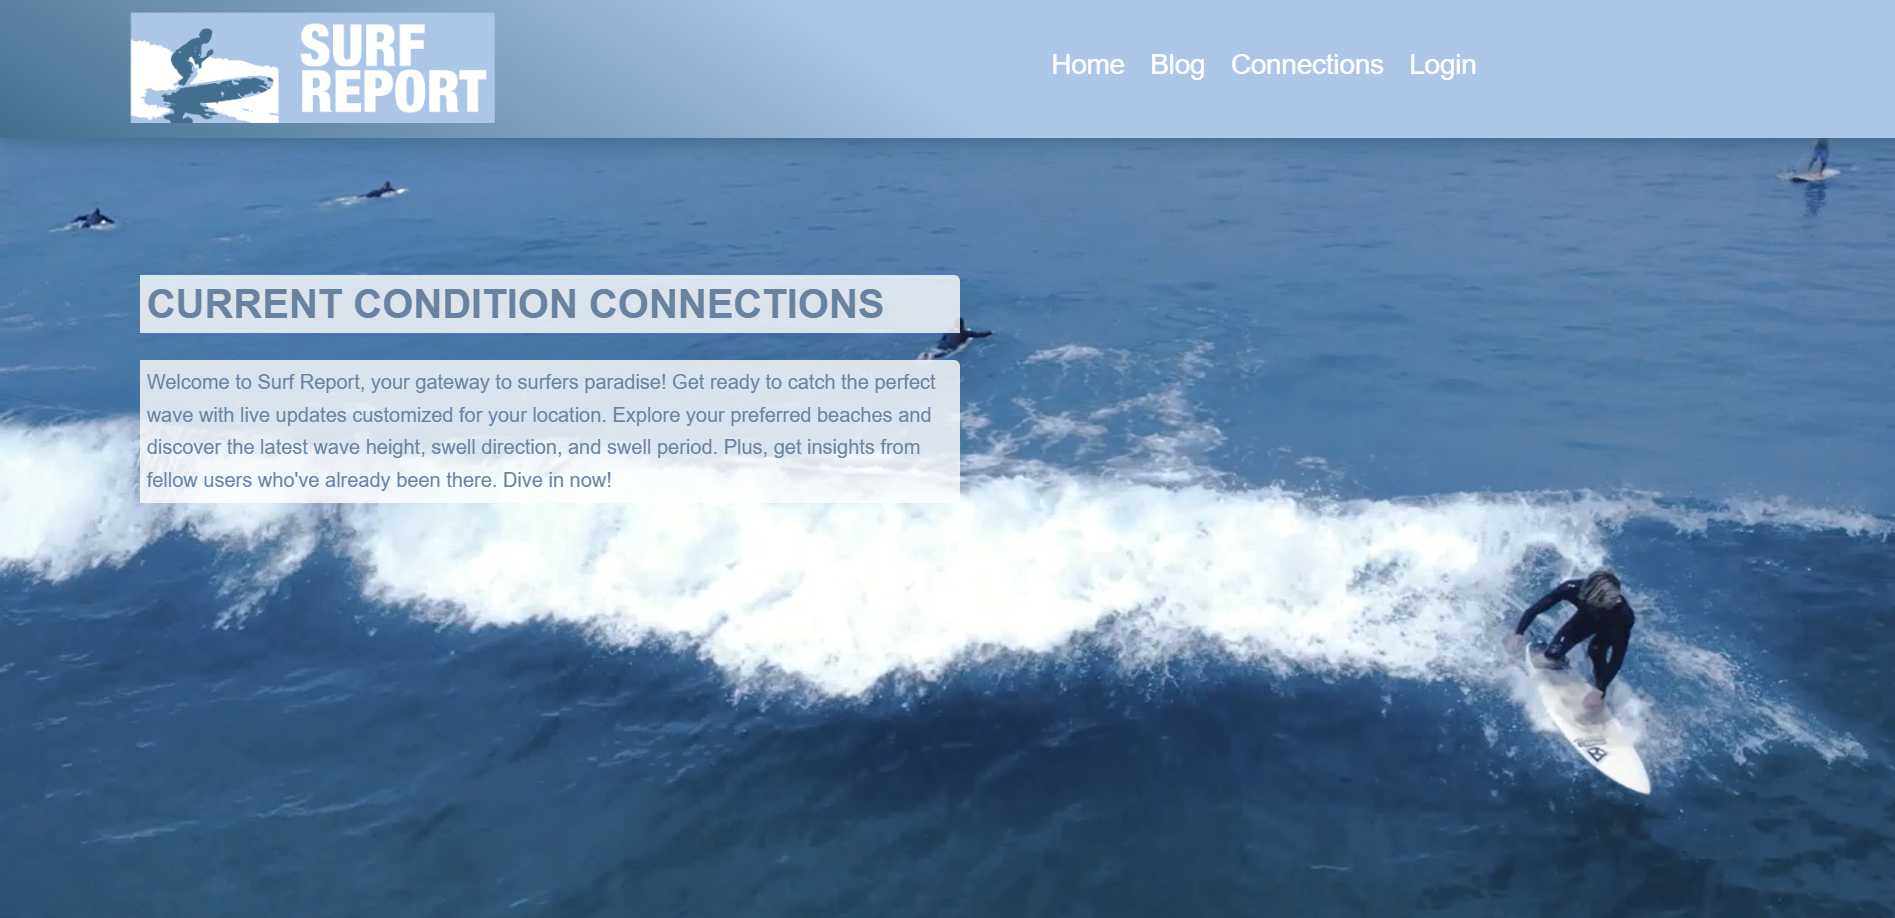 SURF
REPORT
Home Blog Connections Login
CURRENT CONDITION CONNECTIONS
Welcome to Surf Report, your gateway to surfers paradise! Get ready to catch the perfect
wave with live updates customized for your location. Explore your preferred beaches and
discover the latest wave height, swell direction, and swell period. Plus, get insights from
fellow users who've already been there. Dive in now!